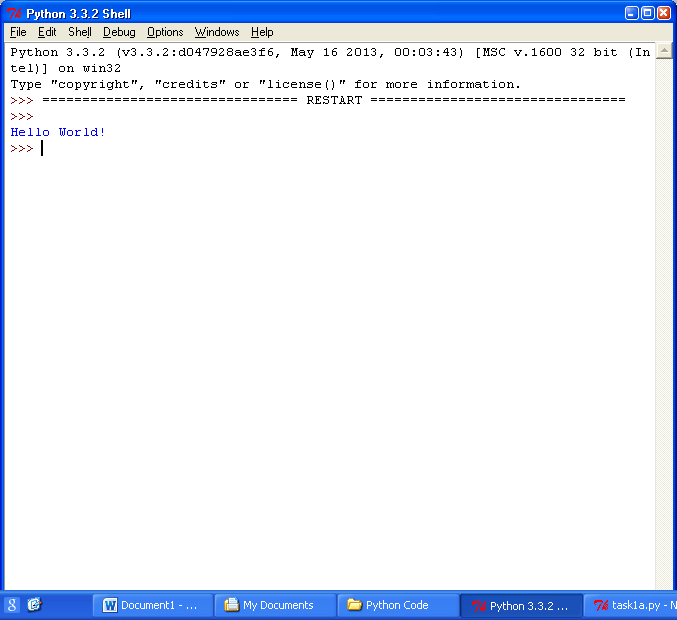 Python 3.3.2 Shell
File Edit Shell Debug Options Windows Help
Python 3.3.2 (v3.3.2:d047928ae3f6, May 16 2013, 00:03:43) [MSC v.1600 32 bit (In
tel)] on win32
Type "copyright", "credits" or "license()" for more information.
>>> ================================ RESTART ================================
>>>
Hello World!
>>>
Document1 - ... My Documents Python Code Python 3.3.2 ... task1a.py - N